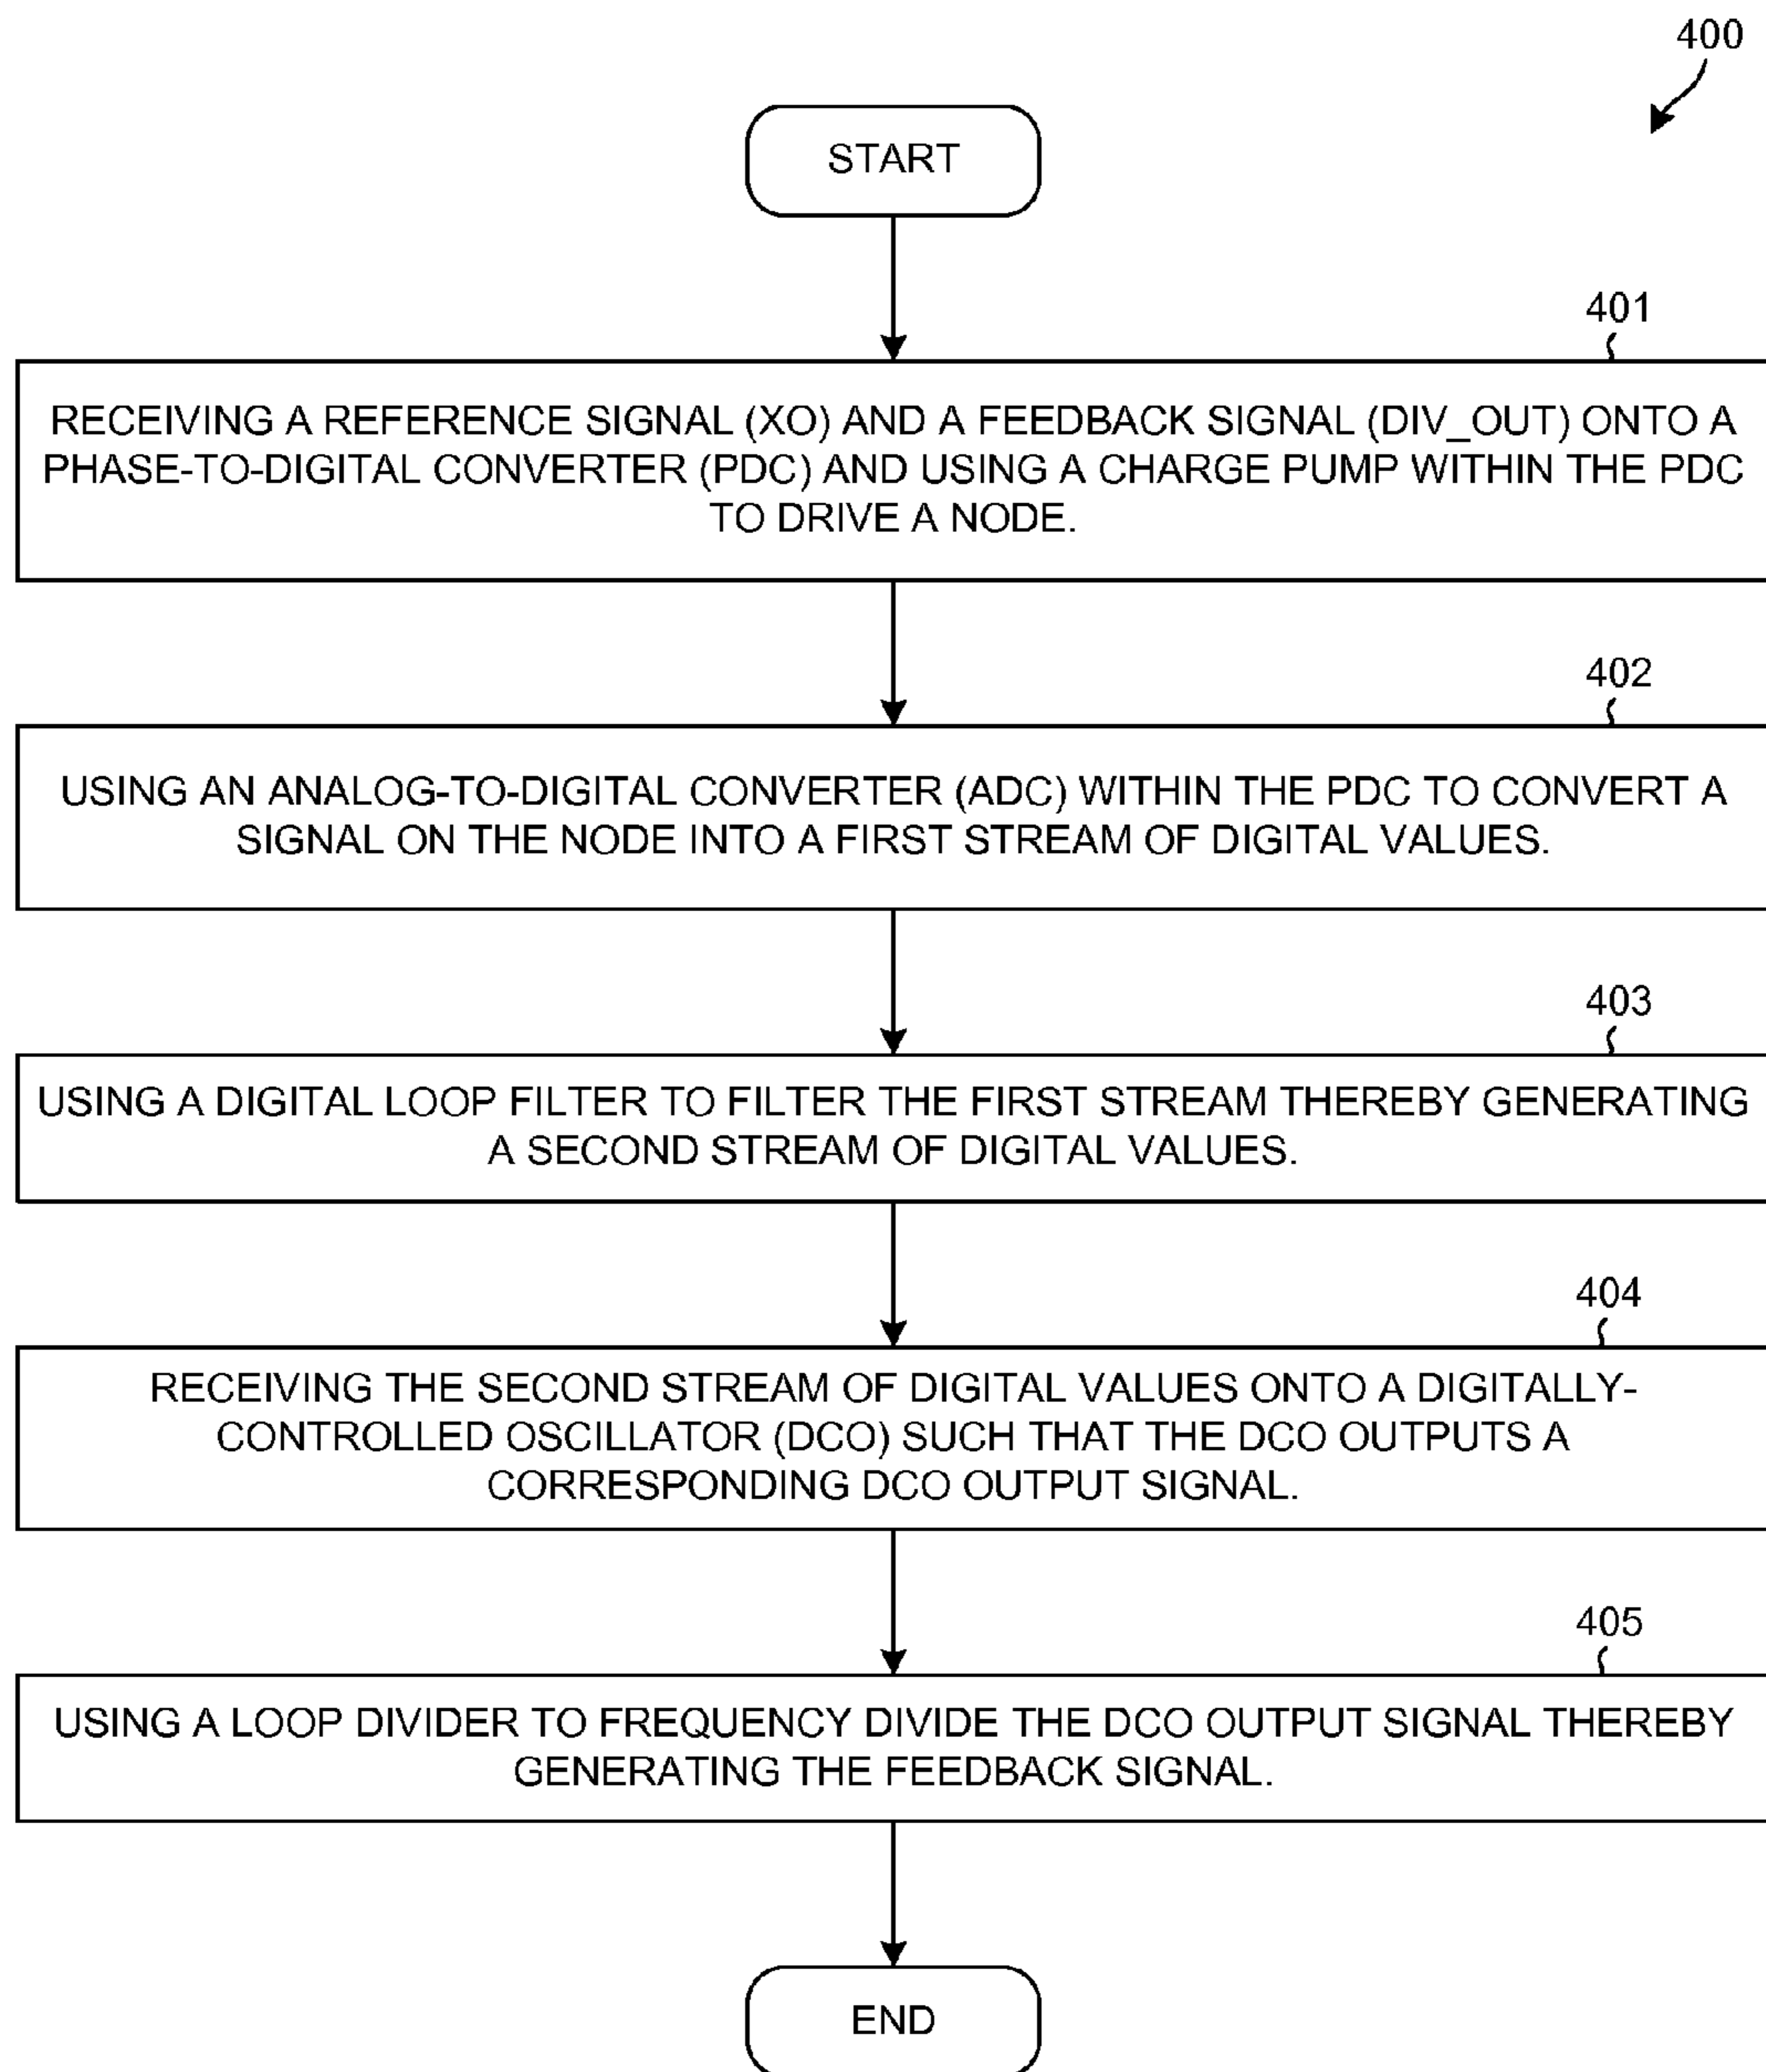 400
START
401
RECEIVING A REFERENCE SIGNAL (XO) AND A FEEDBACK SIGNAL (DIV_OUT) ONTO A
PHASE-TO-DIGITAL CONVERTER (PDC) AND USING A CHARGE PUMP WITHIN THE PDC
TO DRIVE A NODE.
402
USING AN ANALOG-TO-DIGITAL CONVERTER (ADC) WITHIN THE PDC TO CONVERT A
SIGNAL ON THE NODE INTO A FIRST STREAM OF DIGITAL VALUES.
403
USING A DIGITAL LOOP FILTER TO FILTER THE FIRST STREAM THEREBY GENERATING
A SECOND STREAM OF DIGITAL VALUES.
404
RECEIVING THE SECOND STREAM OF DIGITAL VALUES ONTO A DIGITALLY-
CONTROLLED OSCILLATOR (DCO) SUCH THAT THE DCO OUTPUTS A
CORRESPONDING DCO OUTPUT SIGNAL.
405
USING A LOOP DIVIDER TO FREQUENCY DIVIDE THE DCO OUTPUT SIGNAL THEREBY
GENERATING THE FEEDBACK SIGNAL.
END